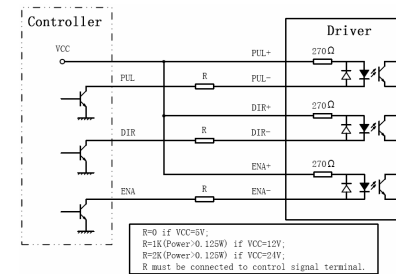 Controller
Driver
VCC
PUL+
270Ω
PUL
R
PUL-
DIR+
270Ω
DIR
R
DIR-
ENA+
270Ω
ENA
R
ENA-
R=0 if VCC=5V;
R=1K(Power>0.125W) if VCC=12V;
R=2K(Power>0.125W) if VCC=24V;
R must be connected to control signal terminal.